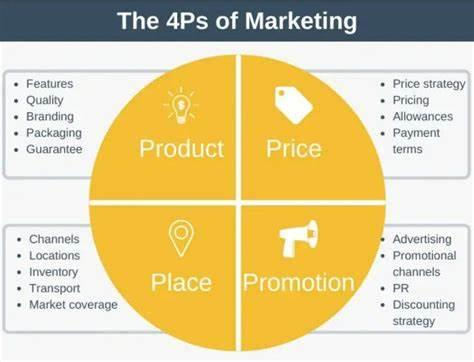 The 4Ps of Marketing
• Features
• Quality
• Branding
• Packaging
• Guarantee
Product
Price
• Price strategy
• Pricing
• Allowances
• Payment
terms
• Channels
• Locations
• Inventory
• Transport
• Market coverage
Place
Promotion
• Advertising
• Promotional
channels
• PR
• Discounting
strategy